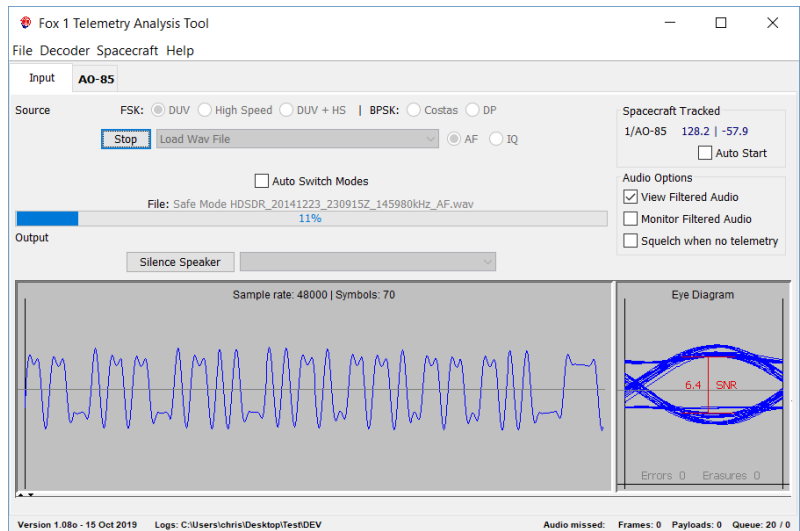 Fox 1 Telemetry Analysis Tool
File Decoder Spacecraft Help
Input AO-85
Source FSK: DUV High Speed DUV + HS | BPSK: Costas DP
Stop Load Wav File AF IQ
Auto Switch Modes
File: Safe Mode HDSDR_20141223_230915Z_145980kHz_AF.wav
11%
Spacecraft Tracked
1/AO-85 128.2 | -57.9
Auto Start
Audio Options
View Filtered Audio
Monitor Filtered Audio
Squelch when no telemetry
Output
Silence Speaker
Sample rate: 48000 | Symbols: 70
Eye Diagram
6.4 SNR
Errors 0 Erasures 0
Version 1.08o - 15 Oct 2019 Logs: C:\Users\chris\Desktop\Test\DEV Audio missed: Frames: 0 Payloads: 0 Queue: 20 / 0